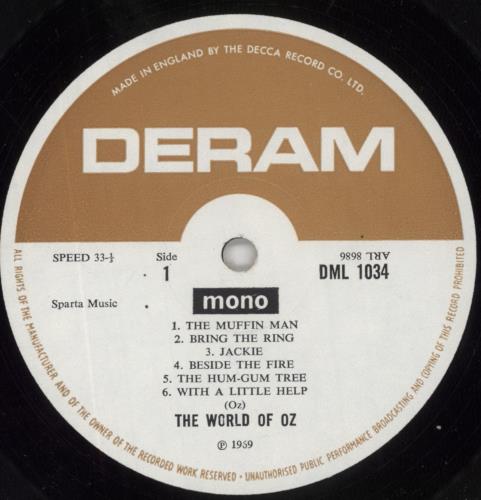 MADE IN ENGLAND BY THE DECCA RECORD CO. LTD.
DERAM
SPEED 33-⅓
Side
1
ARL 8686
DML 1034
Sparta Music
mono
1. THE MUFFIN MAN
2. BRING THE RING
3. JACKIE
4. BESIDE THE FIRE
5. THE HUM-GUM TREE
6. WITH A LITTLE HELP
(Oz)
THE WORLD OF OZ
℗ 1969
ALL RIGHTS OF THE MANUFACTURER AND OF THE OWNER OF THE RECORDED WORK RESERVED · UNAUTHORISED PUBLIC PERFORMANCE BROADCASTING AND COPYING OF THIS RECORD PROHIBITED